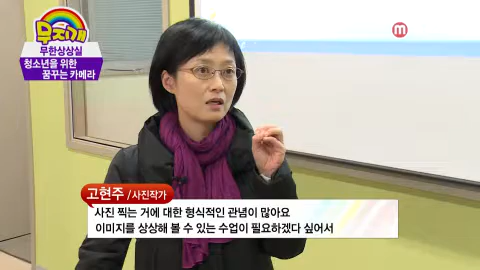 무지개
무한상상실
청소년을 위한
꿈꾸는 카메라
m
고현주 / 사진작가
사진 찍는 거에 대한 형식적인 관념이 많아요
이미지를 상상해 볼 수 있는 수업이 필요하겠다 싶어서